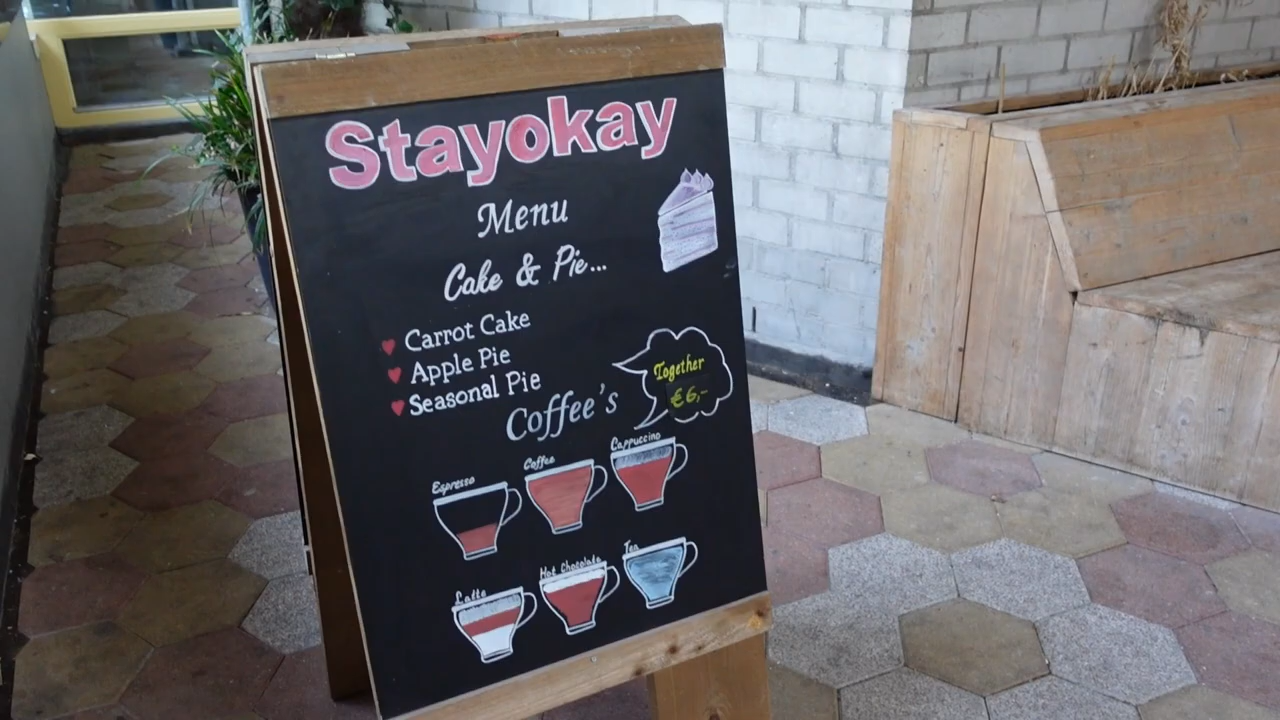 Stayokay
Menu
Cake & Pie...
Carrot Cake
Apple Pie
Seasonal Pie
Together
€6,-
Coffee's
Espresso
Coffee
Cappuccino
Latte
Hot Chocolate
Tea